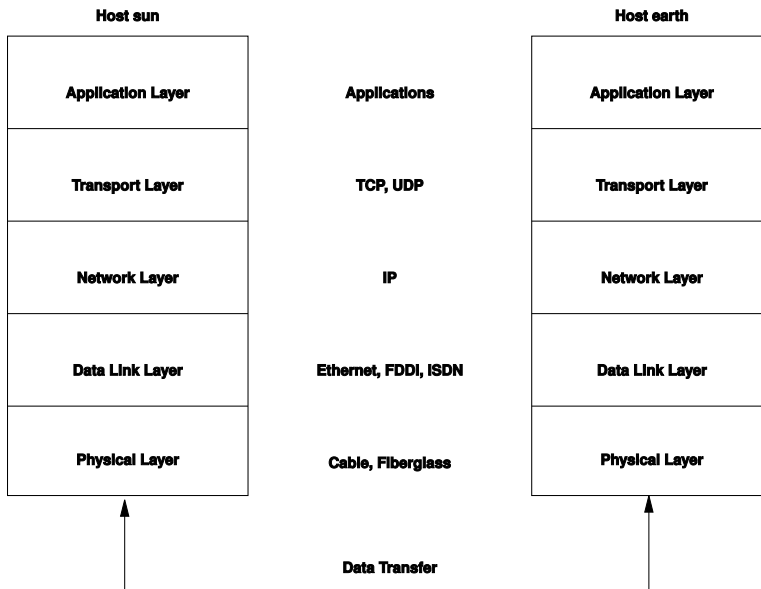 Host sun
Host earth
Application Layer
Applications
Application Layer
Transport Layer
TCP, UDP
Transport Layer
Network Layer
IP
Network Layer
Data Link Layer
Ethernet, FDDI, ISDN
Data Link Layer
Physical Layer
Cable, Fiberglass
Physical Layer
Data Transfer